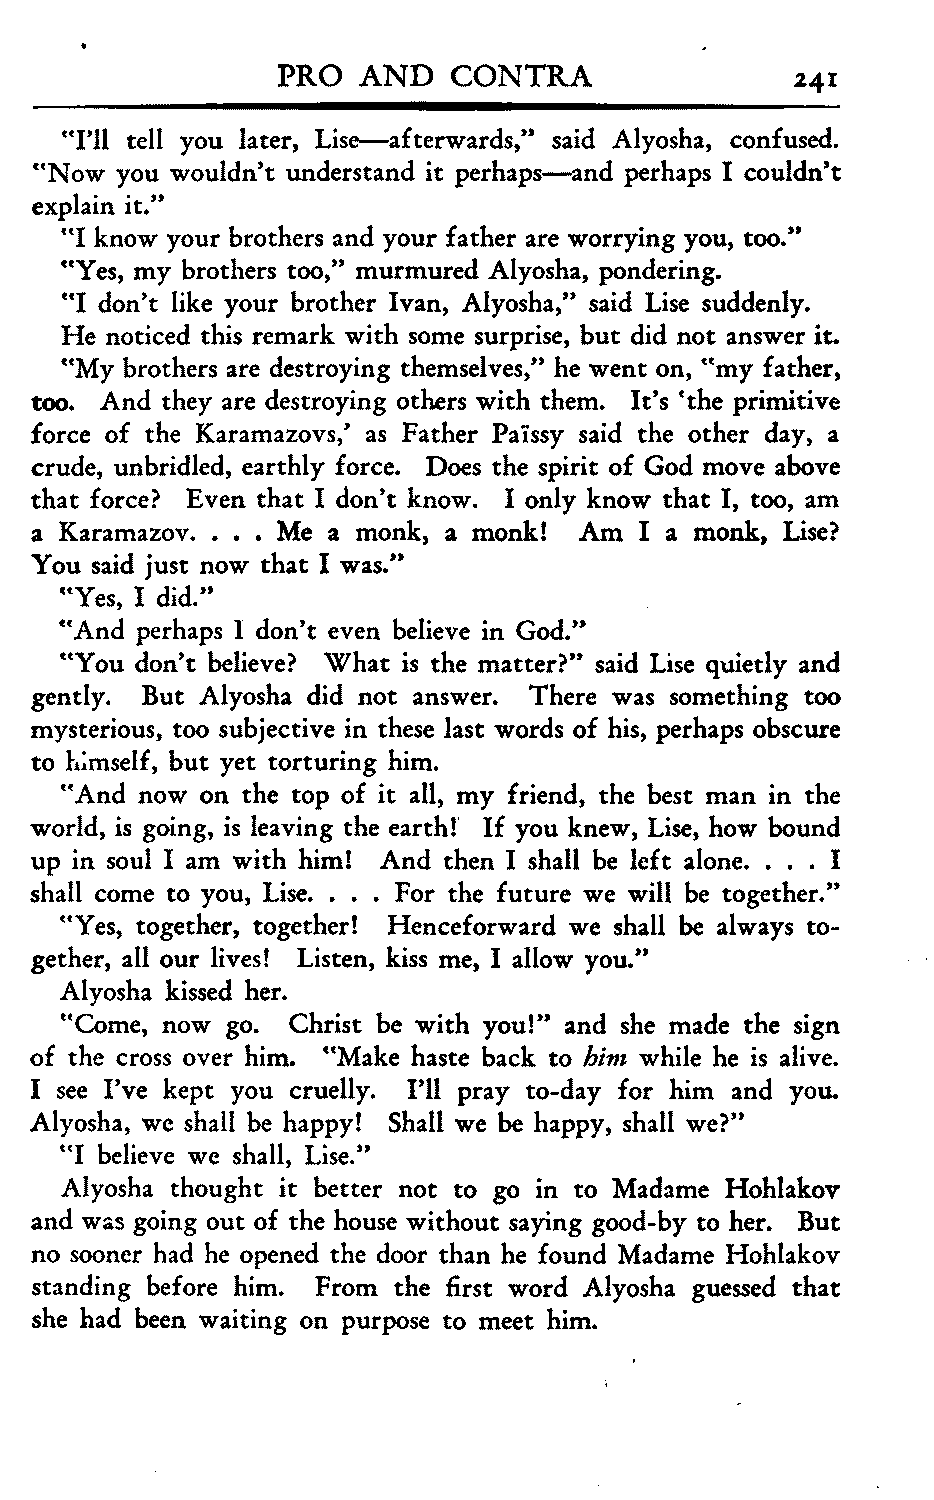 PRO AND CONTRA 241
"I'll tell you later, Lise—afterwards," said Alyosha, confused.
"Now you wouldn't understand it perhaps—and perhaps I couldn't
explain it."
"I know your brothers and your father are worrying you, too."
"Yes, my brothers too," murmured Alyosha, pondering.
"I don't like your brother Ivan, Alyosha," said Lise suddenly.
He noticed this remark with some surprise, but did not answer it.
"My brothers are destroying themselves," he went on, "my father,
too. And they are destroying others with them. It's 'the primitive
force of the Karamazovs,' as Father Païssy said the other day, a
crude, unbridled, earthly force. Does the spirit of God move above
that force? Even that I don't know. I only know that I, too, am
a Karamazov. . . . Me a monk, a monk! Am I a monk, Lise?
You said just now that I was."
"Yes, I did."
"And perhaps I don't even believe in God."
"You don't believe? What is the matter?" said Lise quietly and
gently. But Alyosha did not answer. There was something too
mysterious, too subjective in these last words of his, perhaps obscure
to himself, but yet torturing him.
"And now on the top of it all, my friend, the best man in the
world, is going, is leaving the earth! If you knew, Lise, how bound
up in soul I am with him! And then I shall be left alone. . . . I
shall come to you, Lise. . . . For the future we will be together."
"Yes, together, together! Henceforward we shall be always to-
gether, all our lives! Listen, kiss me, I allow you."
Alyosha kissed her.
"Come, now go. Christ be with you!" and she made the sign
of the cross over him. "Make haste back to him while he is alive.
I see I've kept you cruelly. I'll pray to-day for him and you.
Alyosha, we shall be happy! Shall we be happy, shall we?"
"I believe we shall, Lise."
Alyosha thought it better not to go in to Madame Hohlakov
and was going out of the house without saying good-by to her. But
no sooner had he opened the door than he found Madame Hohlakov
standing before him. From the first word Alyosha guessed that
she had been waiting on purpose to meet him.